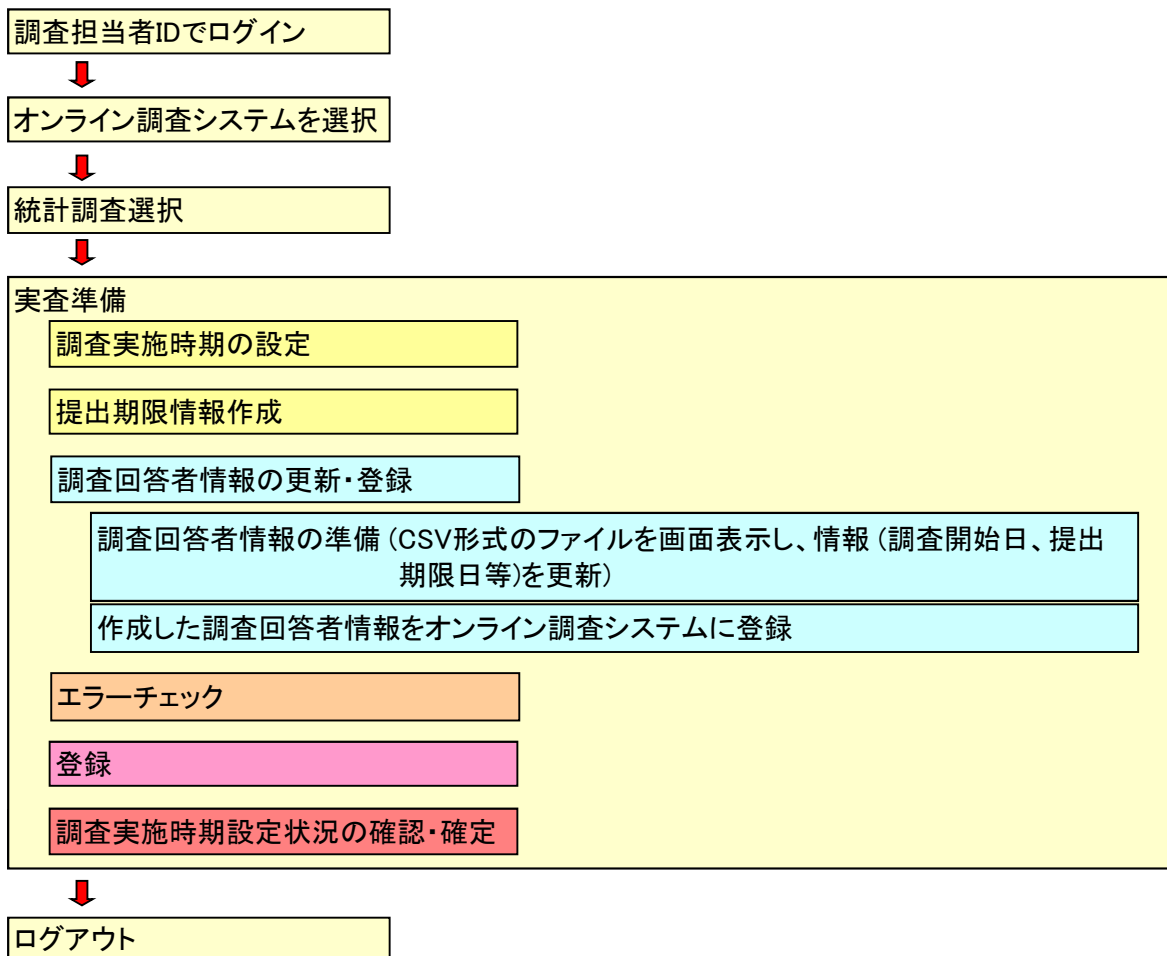 調査担当者IDでログイン
オンライン調査システムを選択
統計調査選択
実査準備
調査実施時期の設定
提出期限情報作成
調査回答者情報の更新・登録
調査回答者情報の準備（CSV形式のファイルを画面表示し、情報（調査開始日、提出
期限日等）を更新）
作成した調査回答者情報をオンライン調査システムに登録
エラーチェック
登録
調査実施時期設定状況の確認・確定
ログアウト